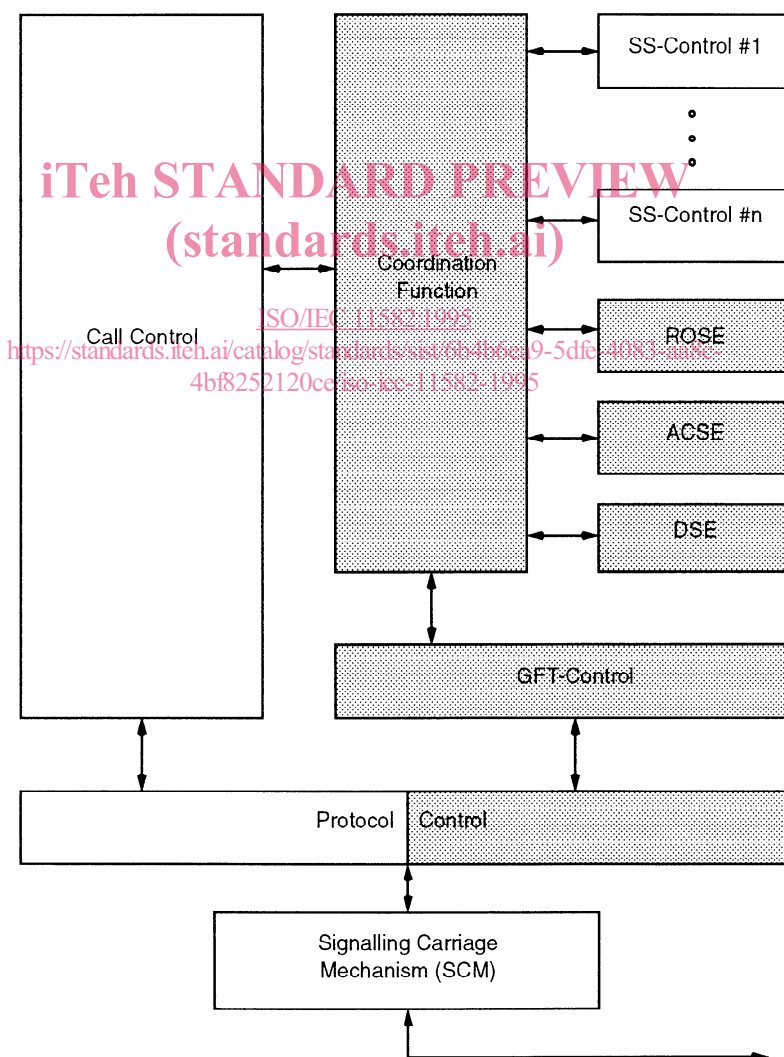 SS-Control #1
iTeh STANDARD PREVIEW
(standards.iteh.ai)
SS-Control #n
Coordination
Function
Call Control
ISO/IEC 11582:1995
ROSE
https://standards.iteh.ai/catalog/standards/sist/6b4b6ea9-5dfe-4083-aa8c-
4bf8252120ce/iso-iec-11582-1995
ACSE
DSE
GFT-Control
Protocol Control
Signalling Carriage
Mechanism (SCM)